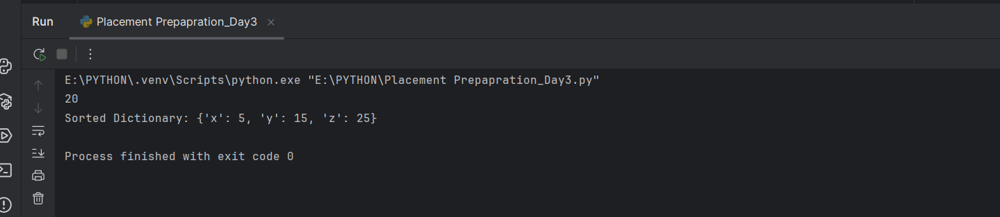 Run Placement Prepapration_Day3
E:\PYTHON\.venv\Scripts\python.exe "E:\PYTHON\Placement Prepapration_Day3.py"
20
Sorted Dictionary: {'x': 5, 'y': 15, 'z': 25}
Process finished with exit code 0